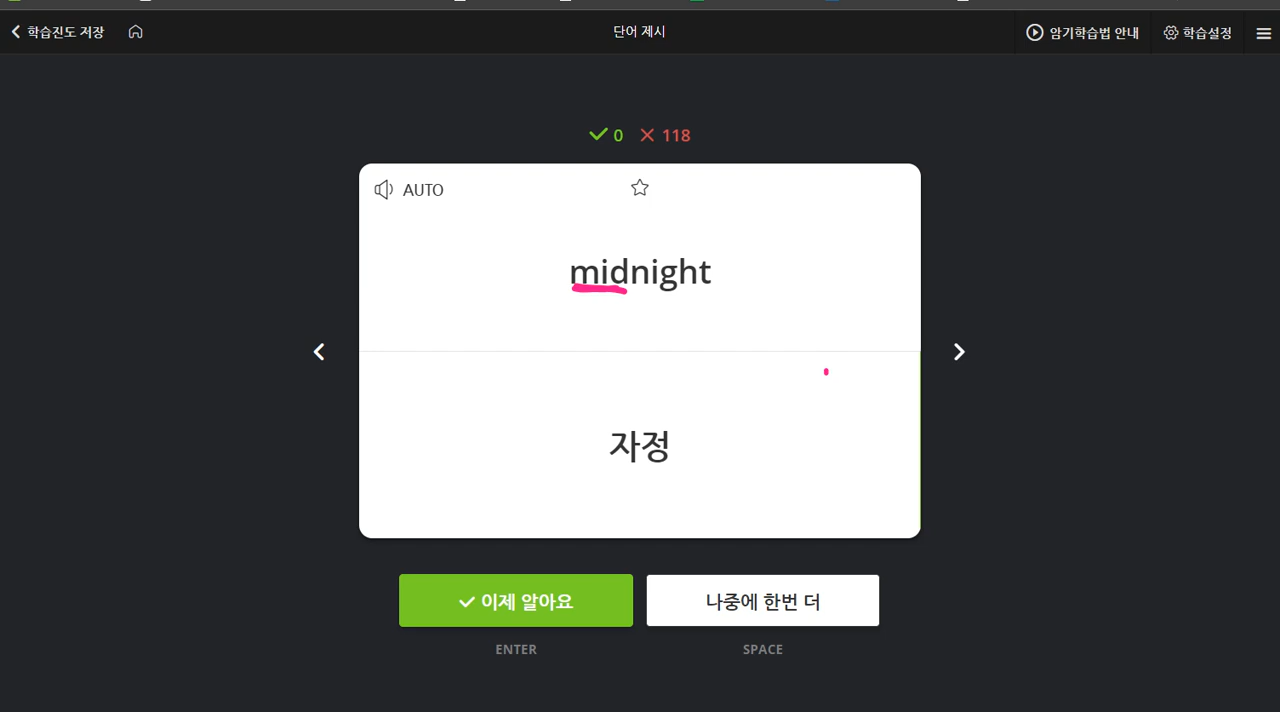 학습진도 저장
단어 제시
암기학습법 안내
학습설정
0 118
AUTO
midnight
자정
이제 알아요
나중에 한번 더
ENTER
SPACE